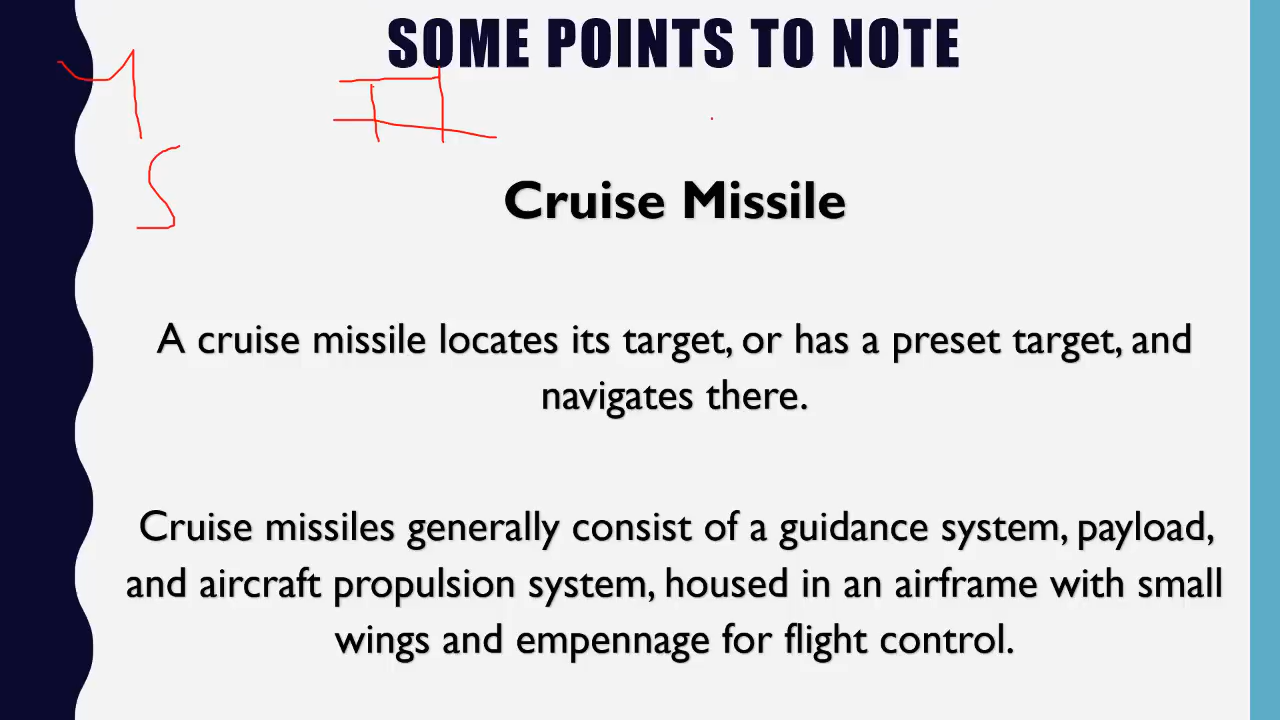 SOME POINTS TO NOTE
Cruise Missile
A cruise missile locates its target, or has a preset target, and
navigates there.
Cruise missiles generally consist of a guidance system, payload,
and aircraft propulsion system, housed in an airframe with small
wings and empennage for flight control.